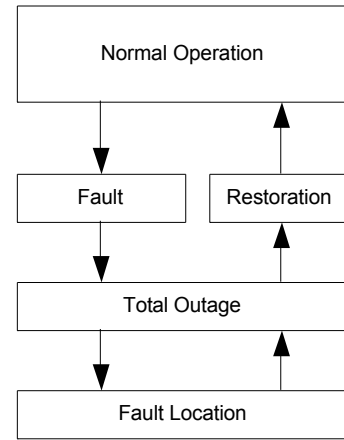 Normal Operation
Fault
Restoration
Total Outage
Fault Location